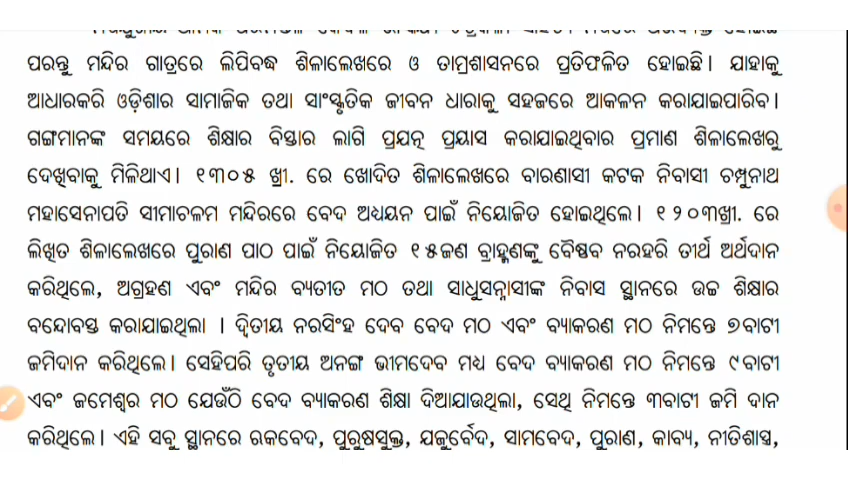 ପରନ୍ତୁ ମନ୍ଦିର ଗାତ୍ରରେ ଲିପିବଦ୍ଧ ଶିଳାଲେଖରେ ଓ ତାମ୍ରଶାସନରେ ପ୍ରତିଫଳିତ ହୋଇଛି। ଯାହାକୁ
ଆଧାରକରି ଓଡ଼ିଶାର ସାମାଜିକ ତଥା ସାଂସ୍କୃତିକ ଜୀବନ ଧାରାକୁ ସହଜରେ ଆକଳନ କରାଯାଇପାରିବ।
ଗଙ୍ଗମାନଙ୍କ ସମୟରେ ଶିକ୍ଷାର ବିସ୍ତାର ଲାଗି ପ୍ରଯତ୍ନ ପ୍ରୟାସ କରାଯାଇଥିବାର ପ୍ରମାଣ ଶିଳାଲେଖରୁ
ଦେଖିବାକୁ ମିଳିଥାଏ। ୧୩୦୫ ଖ୍ରୀ. ରେ ଖୋଦିତ ଶିଳାଲେଖରେ ବାରଣାସୀ କଟକ ନିବାସୀ ଚମ୍ପୁନାଥ
ମହାସେନାପତି ସୀମାଚଳମ ମନ୍ଦିରରେ ବେଦ ଅଧ୍ୟୟନ ପାଇଁ ନିୟୋଜିତ ହୋଇଥିଲେ। ୧୨୦୩ଖ୍ରୀ. ରେ
ଲିଖିତ ଶିଳାଲେଖରେ ପୁରାଣ ପାଠ ପାଇଁ ନିୟୋଜିତ ୧୫ଜଣ ବ୍ରାହ୍ମଣଙ୍କୁ ବୈଷ୍ଣବ ନରହରି ତୀର୍ଥ ଅର୍ଥଦାନ
କରିଥିଲେ, ଅଗ୍ରହଣ ଏବଂ ମନ୍ଦିର ବ୍ୟତୀତ ମଠ ତଥା ସାଧୁସନ୍ନାସୀଙ୍କ ନିବାସ ସ୍ଥାନରେ ଉଚ୍ଚ ଶିକ୍ଷାର
ବନ୍ଦୋବସ୍ତ କରାଯାଇଥିଲା । ଦ୍ୱିତୀୟ ନରସିଂହ ଦେବ ବେଦ ମଠ ଏବଂ ବ୍ୟାକରଣ ମଠ ନିମନ୍ତେ ୭ବାଟୀ
ଜମିଦାନ କରିଥିଲେ। ସେହିପରି ତୃତୀୟ ଅନଙ୍ଗ ଭୀମଦେବ ମଧ୍ୟ ବେଦ ବ୍ୟାକରଣ ମଠ ନିମନ୍ତେ ୯ବାଟୀ
ଏବଂ ଜମେଶ୍ୱର ମଠ ଯେଉଁଠି ବେଦ ବ୍ୟାକରଣ ଶିକ୍ଷା ଦିଆଯାଉଥିଲା, ସେଥି ନିମନ୍ତେ ୩ବାଟୀ ଜମି ଦାନ
କରିଥିଲେ। ଏହି ସବୁ ସ୍ଥାନରେ ଋକବେଦ, ପୁରୁଷସୁକ୍ତ, ଯଜୁର୍ବେଦ, ସାମବେଦ, ପୁରାଣ, କାବ୍ୟ, ନୀତିଶାସ୍ତ୍ର,